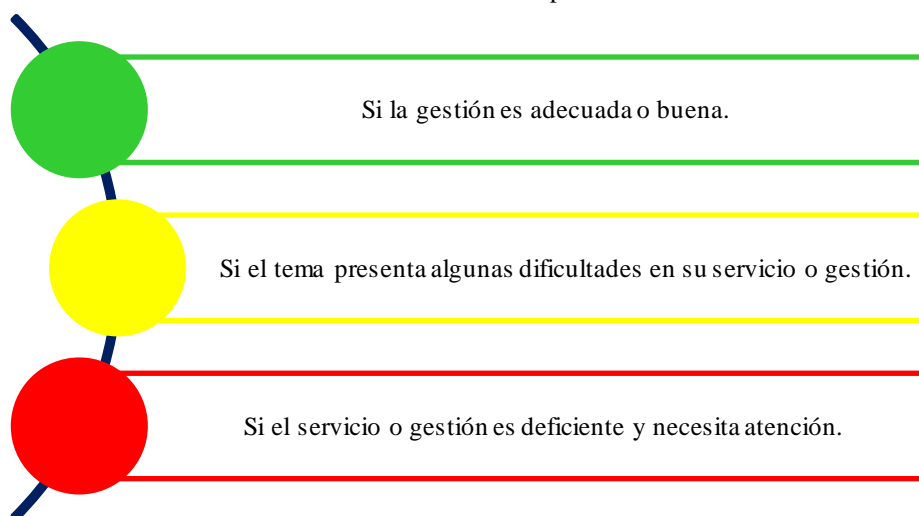 Si la gestión es adecuada o buena.
Si el tema presenta algunas dificultades en su servicio o gestión.
Si el servicio o gestión es deficiente y necesita atención.